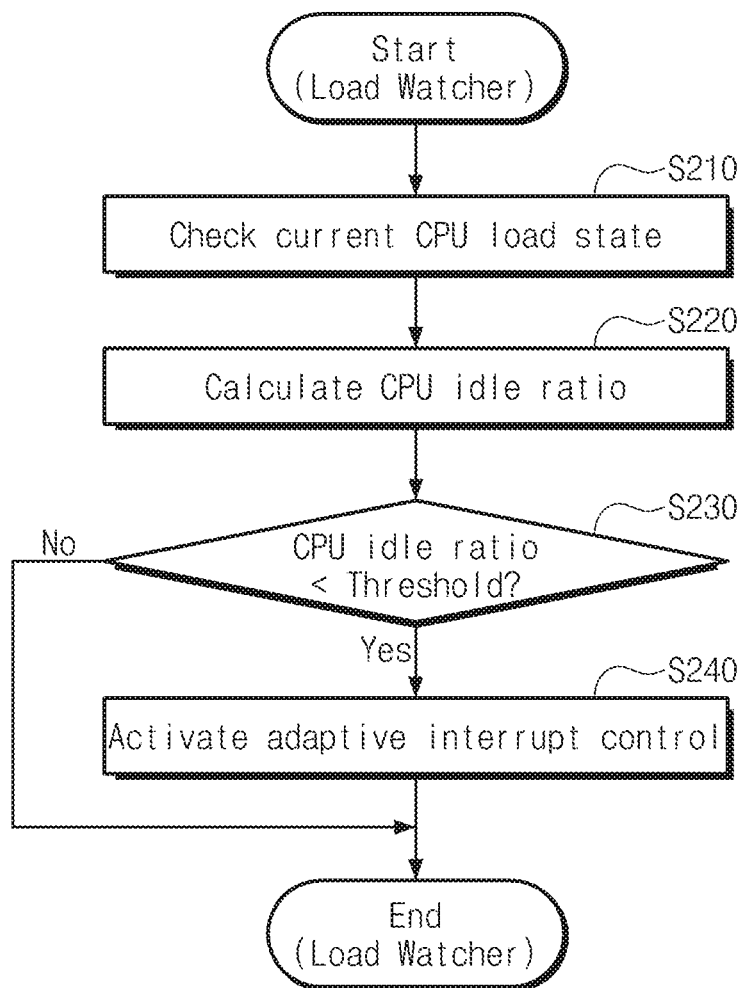 Start
(Load Watcher)
S210
Check current CPU load state
S220
Calculate CPU idle ratio
S230
No
CPU idle ratio
< Threshold?
Yes
S240
Activate adaptive interrupt control
End
(Load Watcher)